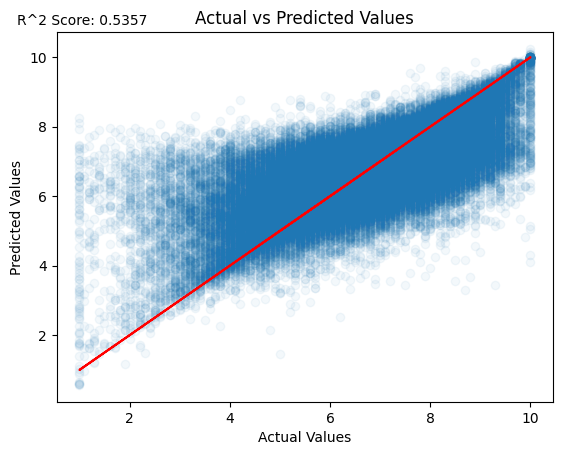 R^2 Score: 0.5357
Actual vs Predicted Values
10
8
6
4
2
Predicted Values
2 4 6 8 10
Actual Values